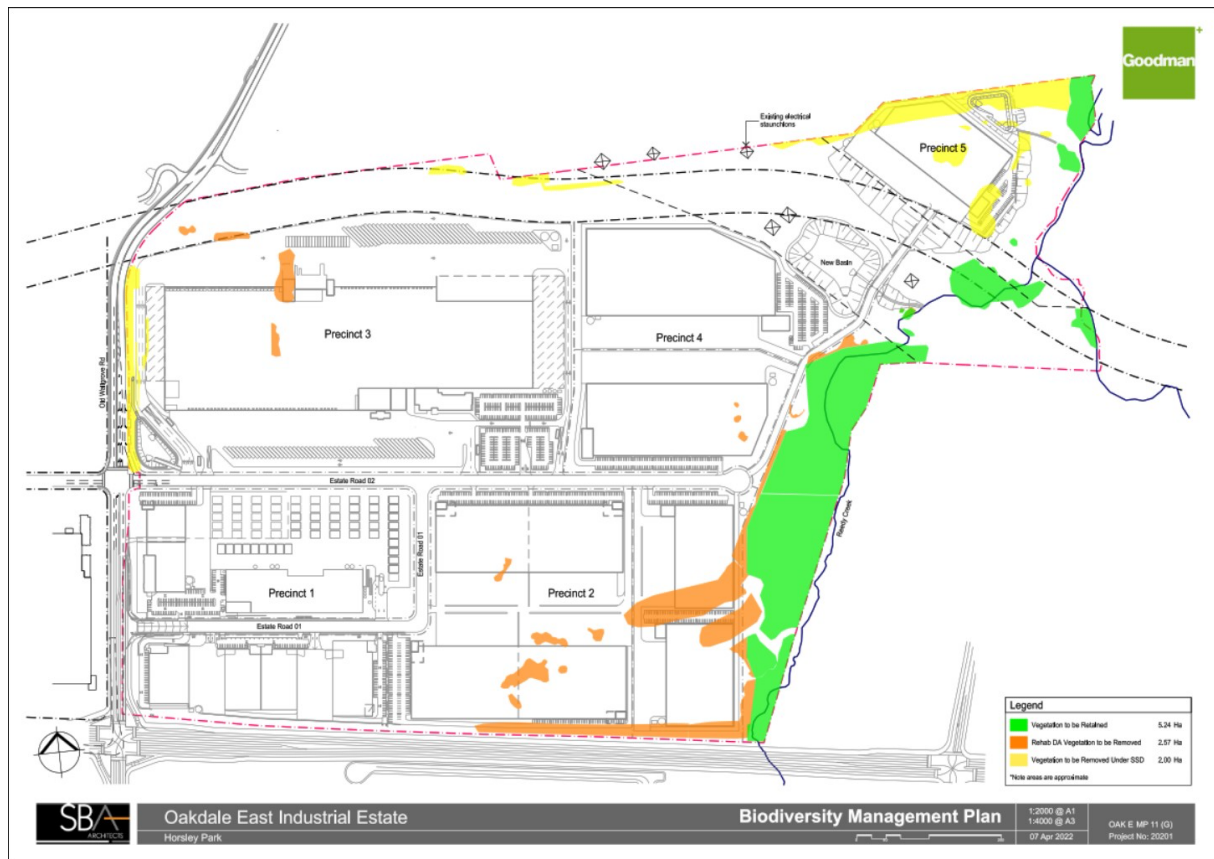 Goodman
Existing electrical
staunchions
Precinct 5
New Basin
Precinct 3
Precinct 4
Old Wallgrove Rd
Estate Road 02
Reedy Creek
Estate Road 01
Precinct 1
Precinct 2
Estate Road 01
Legend
Vegetation to be Retained 5.24 Ha
Rehab DA Vegetation to be Removed 2.57 Ha
Vegetation to be Removed Under SSD 2.00 Ha
*Note areas are approximate
SBA
ARCHITECTS
Oakdale East Industrial Estate
Horsley Park
Biodiversity Management Plan
1:2000 @ A1
1:4000 @ A3
07 Apr 2022
OAK E MP 11 (G)
Project No: 20201